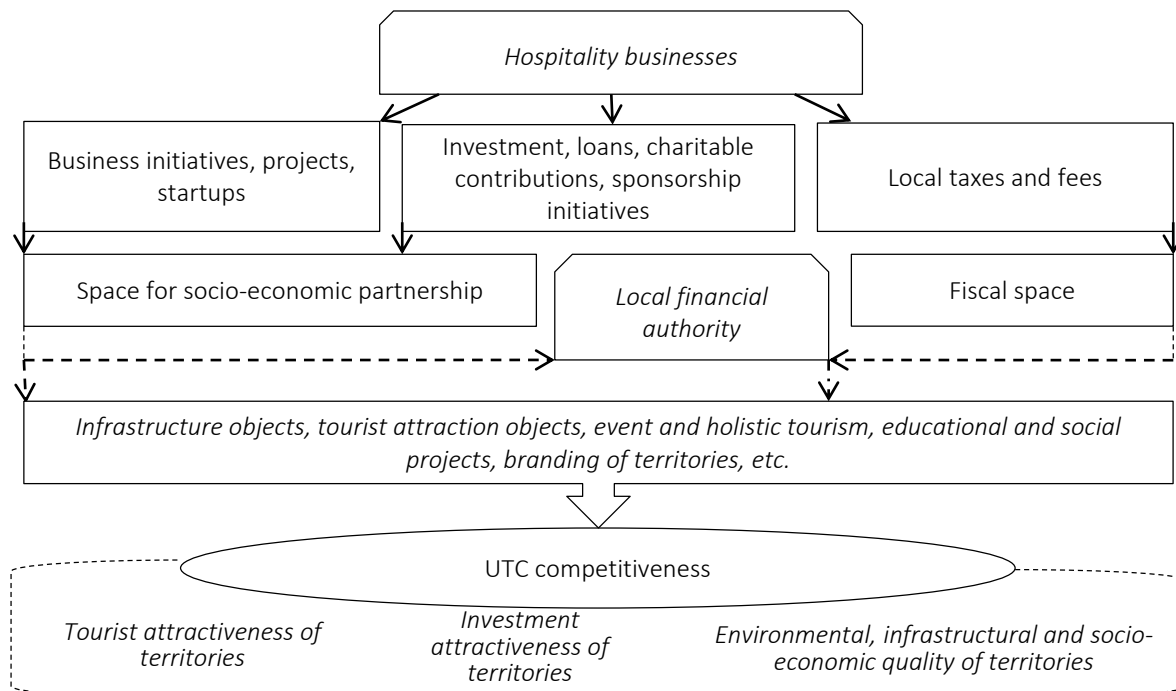 Hospitality businesses
Business initiatives, projects,
startups
Investment, loans, charitable
contributions, sponsorship
initiatives
Local taxes and fees
Space for socio-economic partnership
Local financial
authority
Fiscal space
Infrastructure objects, tourist attraction objects, event and holistic tourism, educational and social
projects, branding of territories, etc.
UTC competitiveness
Tourist attractiveness of
territories
Investment
attractiveness of
territories
Environmental, infrastructural and socio-
economic quality of territories